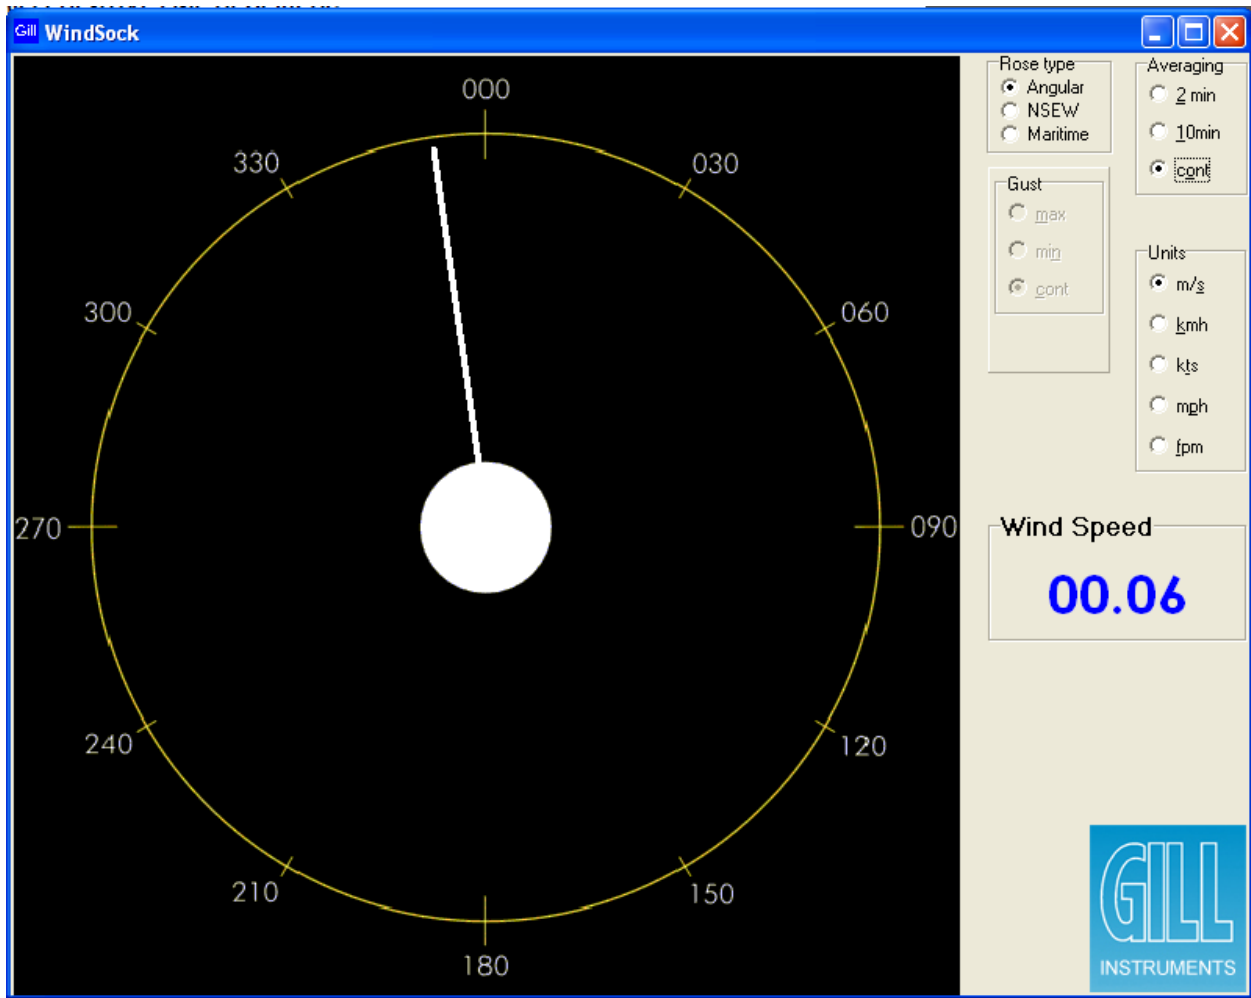 WindSock
000
330
030
300
060
270
090
240
120
210
150
180
Rose type
Angular
NSEW
Maritime
Averaging
2 min
10min
cont
Gust
max
min
cont
Units
m/s
kmh
kts
mph
fpm
Wind Speed
00.06
Gill
GILL
INSTRUMENTS